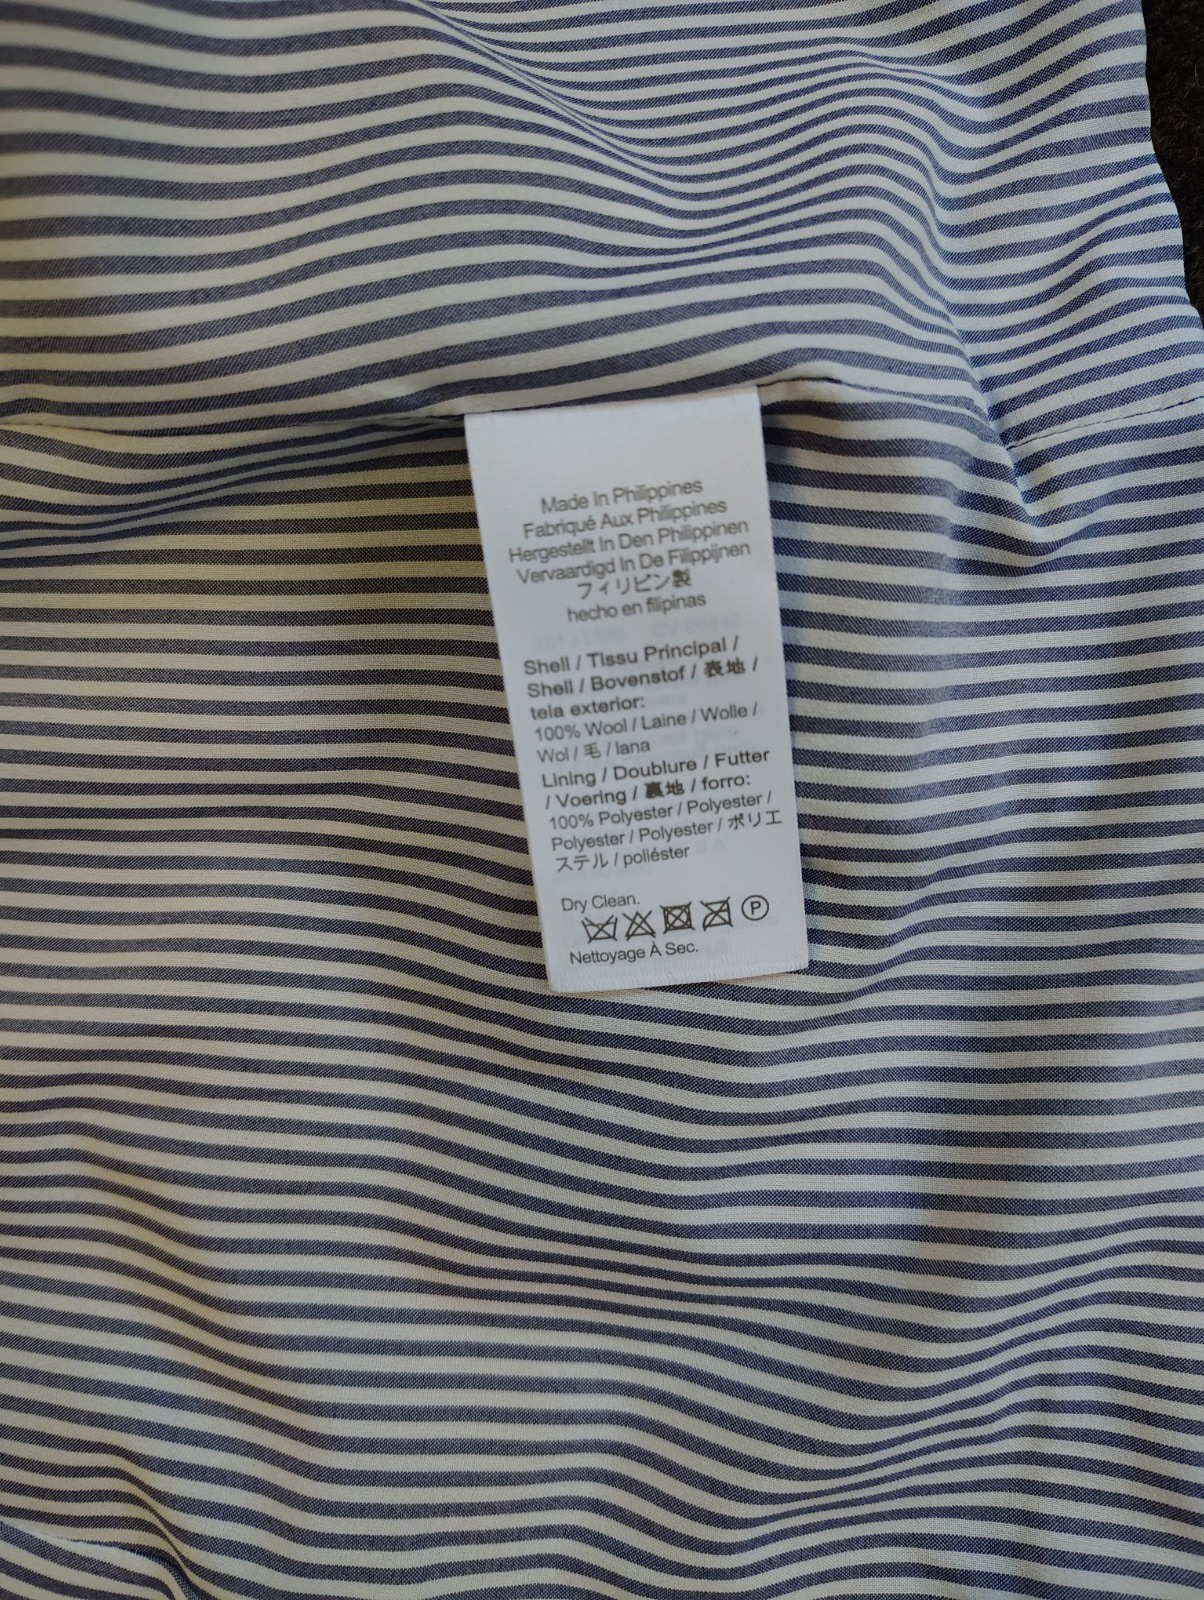 Made In Philippines
Fabriqué Aux Philippines
Hergestellt In Den Philippinen
Vervaardigd In De Filippijnen
フィリピン製
hecho en filipinas
Shell / Tissu Principal /
Shell / Bovenstof / 表地 /
tela exterior:
100% Wool / Laine / Wolle /
Wol / 毛 / lana
Lining / Doublure / Futter
/ Voering / 裏地 / forro:
100% Polyester / Polyester /
Polyester / Polyester / ポリエ
ステル / poliéster
Dry Clean.
P
Nettoyage À Sec.